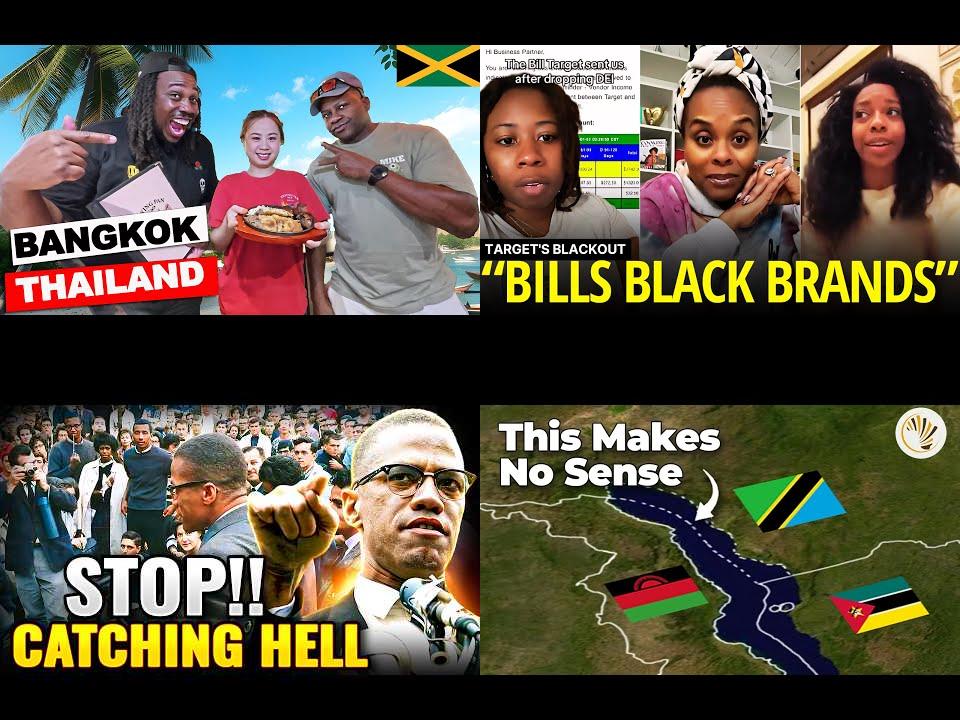 BANGKOK
THAILAND
MIKE
Hi Business Partner,
The Bill Target sent us
after dropping DEI
TARGET'S BLACKOUT
“BILLS BLACK BRANDS”
STOP!!
CATCHING HELL
This Makes
No Sense